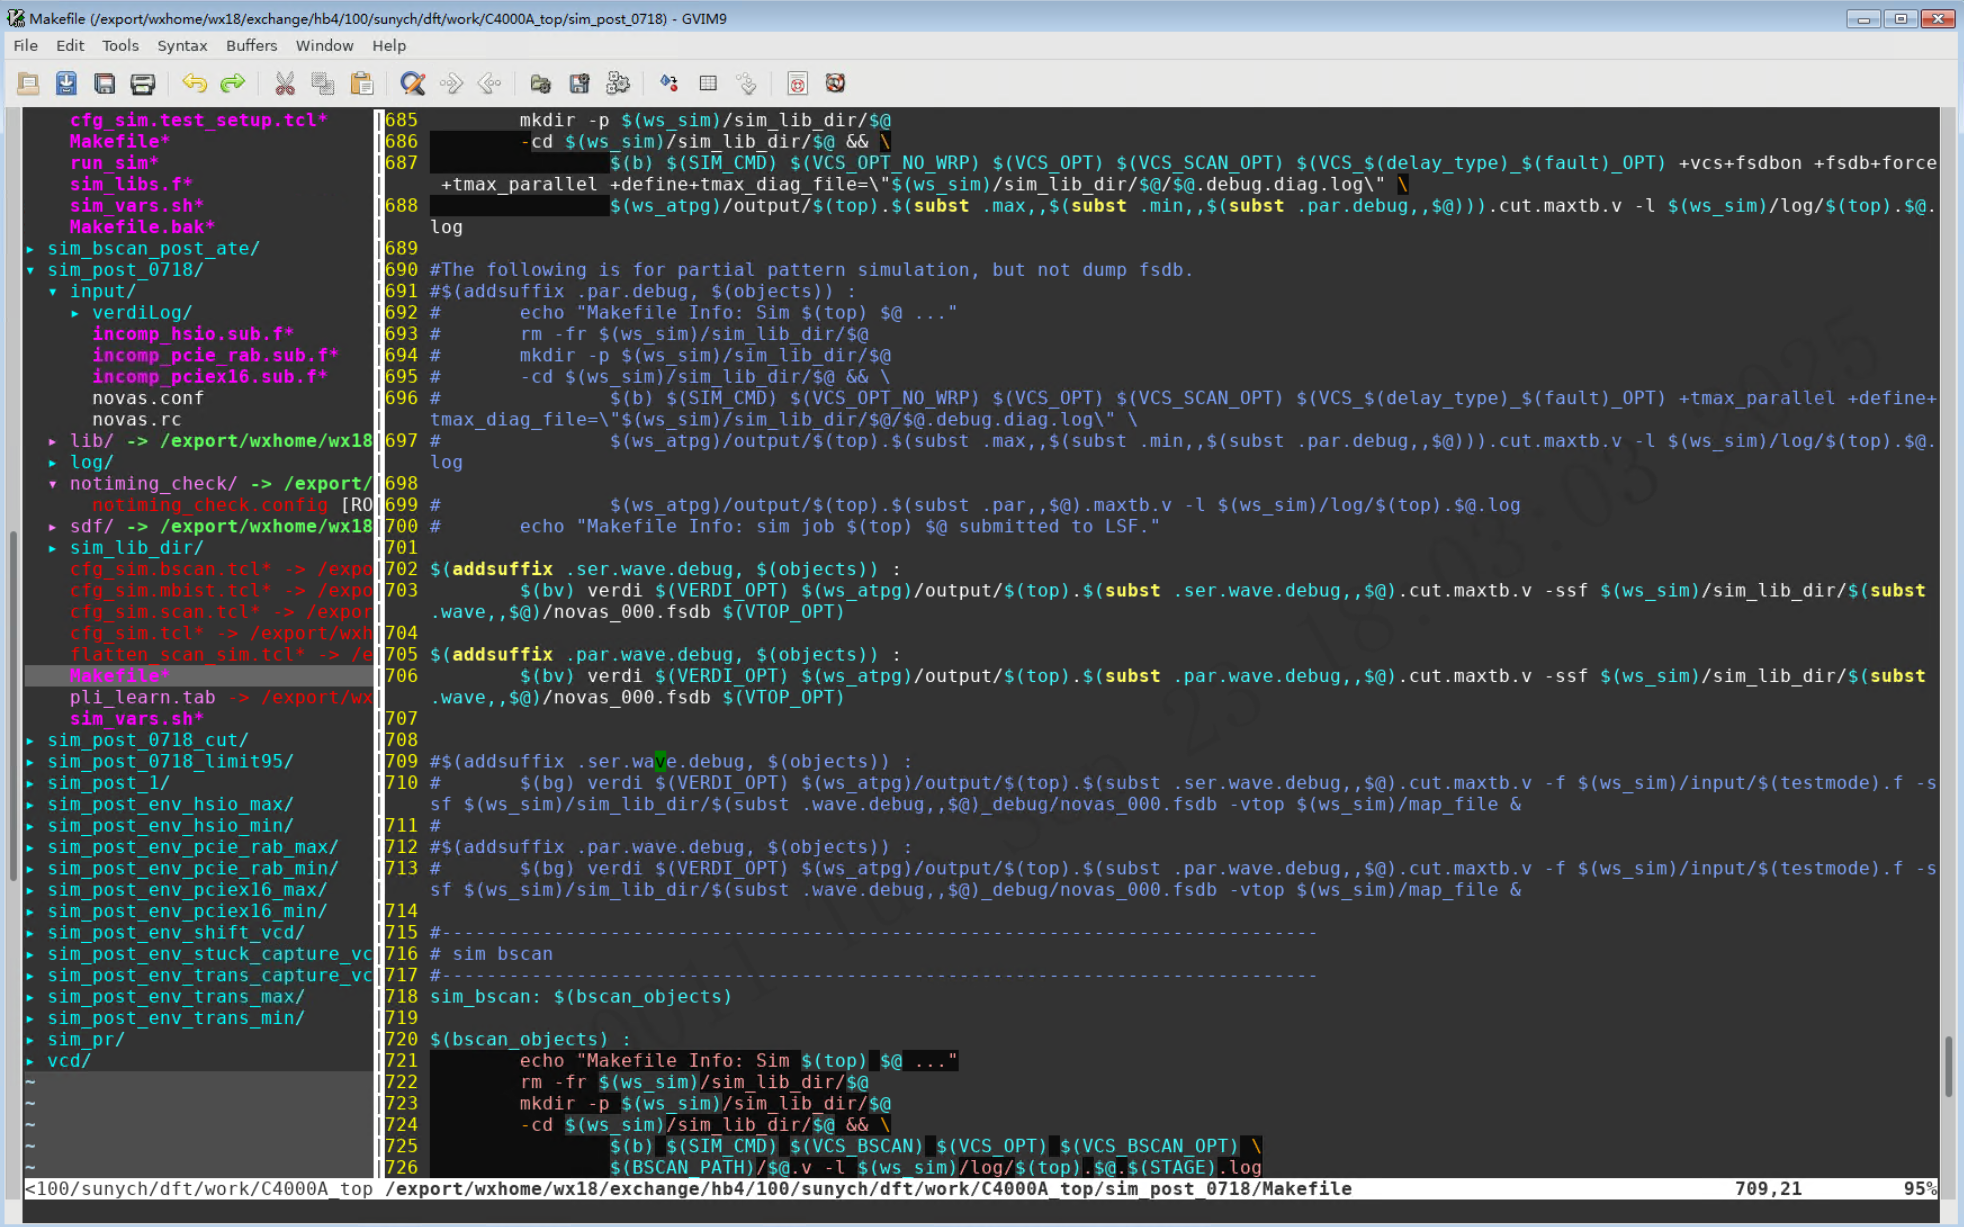 Makefile (/export/wxhome/wx18/exchange/hb4/100/sunych/dft/work/C4000A_top/sim_post_0718) - GVIM9
File Edit Tools Syntax Buffers Window Help
cfg_sim.test_setup.tcl*
Makefile*
run_sim*
sim_libs.f*
sim_vars.sh*
Makefile.bak*
▸ sim_bscan_post_ate/
▾ sim_post_0718/
▾ input/
▸ verdiLog/
incomp_hsio.sub.f*
incomp_pcie_rab.sub.f*
incomp_pciex16.sub.f*
novas.conf
novas.rc
▸ lib/ -> /export/wxhome/wx18
▸ log/
▾ notiming_check/ -> /export/
notiming_check.config [RO
▸ sdf/ -> /export/wxhome/wx18
▸ sim_lib_dir/
cfg_sim.bscan.tcl* -> /expo
cfg_sim.mbist.tcl* -> /expo
cfg_sim.scan.tcl* -> /expor
cfg_sim.tcl* -> /export/wxh
flatten_scan_sim.tcl* -> /e
Makefile*
pli_learn.tab -> /export/wx
sim_vars.sh*
▸ sim_post_0718_cut/
▸ sim_post_0718_limit95/
▸ sim_post_1/
▸ sim_post_env_hsio_max/
▸ sim_post_env_hsio_min/
▸ sim_post_env_pcie_rab_max/
▸ sim_post_env_pcie_rab_min/
▸ sim_post_env_pciex16_max/
▸ sim_post_env_pciex16_min/
▸ sim_post_env_shift_vcd/
▸ sim_post_env_stuck_capture_vc
▸ sim_post_env_trans_capture_vc
▸ sim_post_env_trans_max/
▸ sim_post_env_trans_min/
▸ sim_pr/
▸ vcd/
~
~
~
~
~
685 mkdir -p $(ws_sim)/sim_lib_dir/$@
686 -cd $(ws_sim)/sim_lib_dir/$@ && \
687 $(b) $(SIM_CMD) $(VCS_OPT_NO_WRP) $(VCS_OPT) $(VCS_SCAN_OPT) $(VCS_$(delay_type)_$(fault)_OPT) +vcs+fsdbon +fsdb+force
+tmax_parallel +define+tmax_diag_file=\"$(ws_sim)/sim_lib_dir/$@/$@.debug.diag.log\" \
688 $(ws_atpg)/output/$(top).$(subst .max,,$(subst .min,,$(subst .par.debug,,$@))).cut.maxtb.v -l $(ws_sim)/log/$(top).$@.
log
689
690 #The following is for partial pattern simulation, but not dump fsdb.
691 #$(addsuffix .par.debug, $(objects)) :
692 # echo "Makefile Info: Sim $(top) $@ ..."
693 # rm -fr $(ws_sim)/sim_lib_dir/$@
694 # mkdir -p $(ws_sim)/sim_lib_dir/$@
695 # -cd $(ws_sim)/sim_lib_dir/$@ && \
696 # $(b) $(SIM_CMD) $(VCS_OPT_NO_WRP) $(VCS_OPT) $(VCS_SCAN_OPT) $(VCS_$(delay_type)_$(fault)_OPT) +tmax_parallel +define+
tmax_diag_file=\"$(ws_sim)/sim_lib_dir/$@/$@.debug.diag.log\" \
697 # $(ws_atpg)/output/$(top).$(subst .max,,$(subst .min,,$(subst .par.debug,,$@))).cut.maxtb.v -l $(ws_sim)/log/$(top).$@.
log
698
699 # $(ws_atpg)/output/$(top).$(subst .par,,$@).maxtb.v -l $(ws_sim)/log/$(top).$@.log
700 # echo "Makefile Info: sim job $(top) $@ submitted to LSF."
701
702 $(addsuffix .ser.wave.debug, $(objects)) :
703 $(bv) verdi $(VERDI_OPT) $(ws_atpg)/output/$(top).$(subst .ser.wave.debug,,$@).cut.maxtb.v -ssf $(ws_sim)/sim_lib_dir/$(subst
.wave,,$@)/novas_000.fsdb $(VTOP_OPT)
704
705 $(addsuffix .par.wave.debug, $(objects)) :
706 $(bv) verdi $(VERDI_OPT) $(ws_atpg)/output/$(top).$(subst .par.wave.debug,,$@).cut.maxtb.v -ssf $(ws_sim)/sim_lib_dir/$(subst
.wave,,$@)/novas_000.fsdb $(VTOP_OPT)
707
708
709 #$(addsuffix .ser.wave.debug, $(objects)) :
710 # $(bg) verdi $(VERDI_OPT) $(ws_atpg)/output/$(top).$(subst .ser.wave.debug,,$@).cut.maxtb.v -f $(ws_sim)/input/$(testmode).f -s
sf $(ws_sim)/sim_lib_dir/$(subst .wave.debug,,$@)_debug/novas_000.fsdb -vtop $(ws_sim)/map_file &
711 #
712 #$(addsuffix .par.wave.debug, $(objects)) :
713 # $(bg) verdi $(VERDI_OPT) $(ws_atpg)/output/$(top).$(subst .par.wave.debug,,$@).cut.maxtb.v -f $(ws_sim)/input/$(testmode).f -s
sf $(ws_sim)/sim_lib_dir/$(subst .wave.debug,,$@)_debug/novas_000.fsdb -vtop $(ws_sim)/map_file &
714
715 #------------------------------------------------------------------------------
716 # sim bscan
717 #------------------------------------------------------------------------------
718 sim_bscan: $(bscan_objects)
719
720 $(bscan_objects) :
721 echo "Makefile Info: Sim $(top) $@ ..."
722 rm -fr $(ws_sim)/sim_lib_dir/$@
723 mkdir -p $(ws_sim)/sim_lib_dir/$@
724 -cd $(ws_sim)/sim_lib_dir/$@ && \
725 $(b) $(SIM_CMD) $(VCS_BSCAN) $(VCS_OPT) $(VCS_BSCAN_OPT) \
726 $(BSCAN_PATH)/$@.v -l $(ws_sim)/log/$(top).$@.$(STAGE).log
<100/sunych/dft/work/C4000A_top /export/wxhome/wx18/exchange/hb4/100/sunych/dft/work/C4000A_top/sim_post_0718/Makefile 709,21 95%